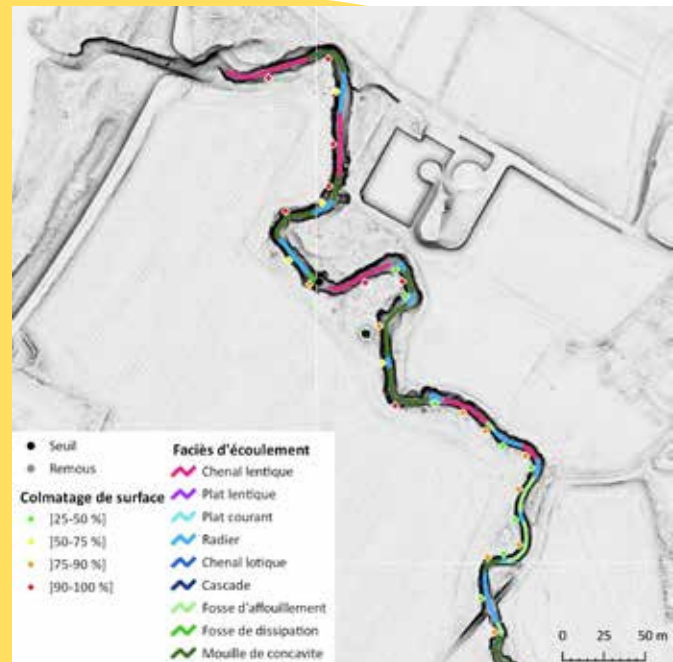 Seuil
Remous
Colmatage de surface
]25-50 %]
]50-75 %]
]75-90 %]
]90-100 %]
Faciès d'écoulement
Chenal lentique
Plat lentique
Plat courant
Radier
Chenal lotique
Cascade
Fosse d'affouillement
Fosse de dissipation
Mouille de concavite
0 25 50 m